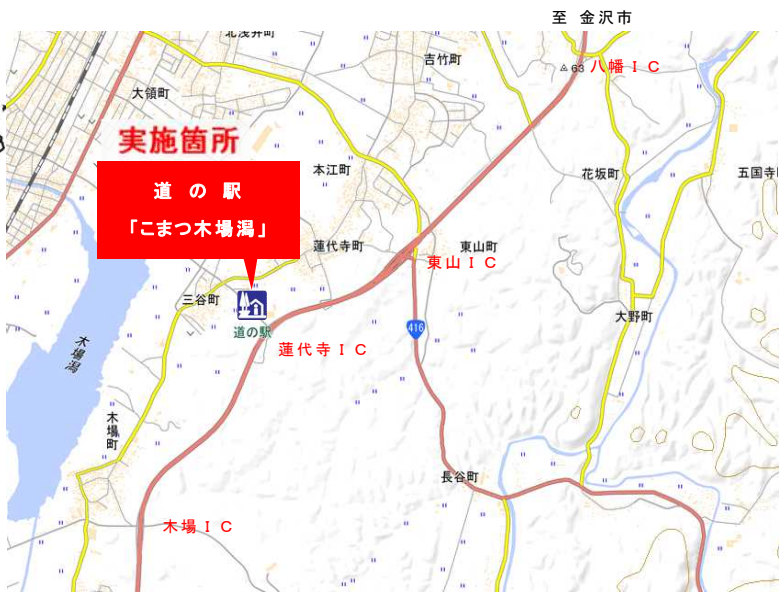 至 金沢市
北浅井町
吉竹町
63 八幡ＩＣ
大領町
実施箇所
本江町
花坂町
五国寺
道の駅
「こまつ木場潟」
蓮代寺町
東山町
東山ＩＣ
三谷町
道の駅
大野町
416
木場潟
蓮代寺ＩＣ
木場町
長谷町
木場ＩＣ